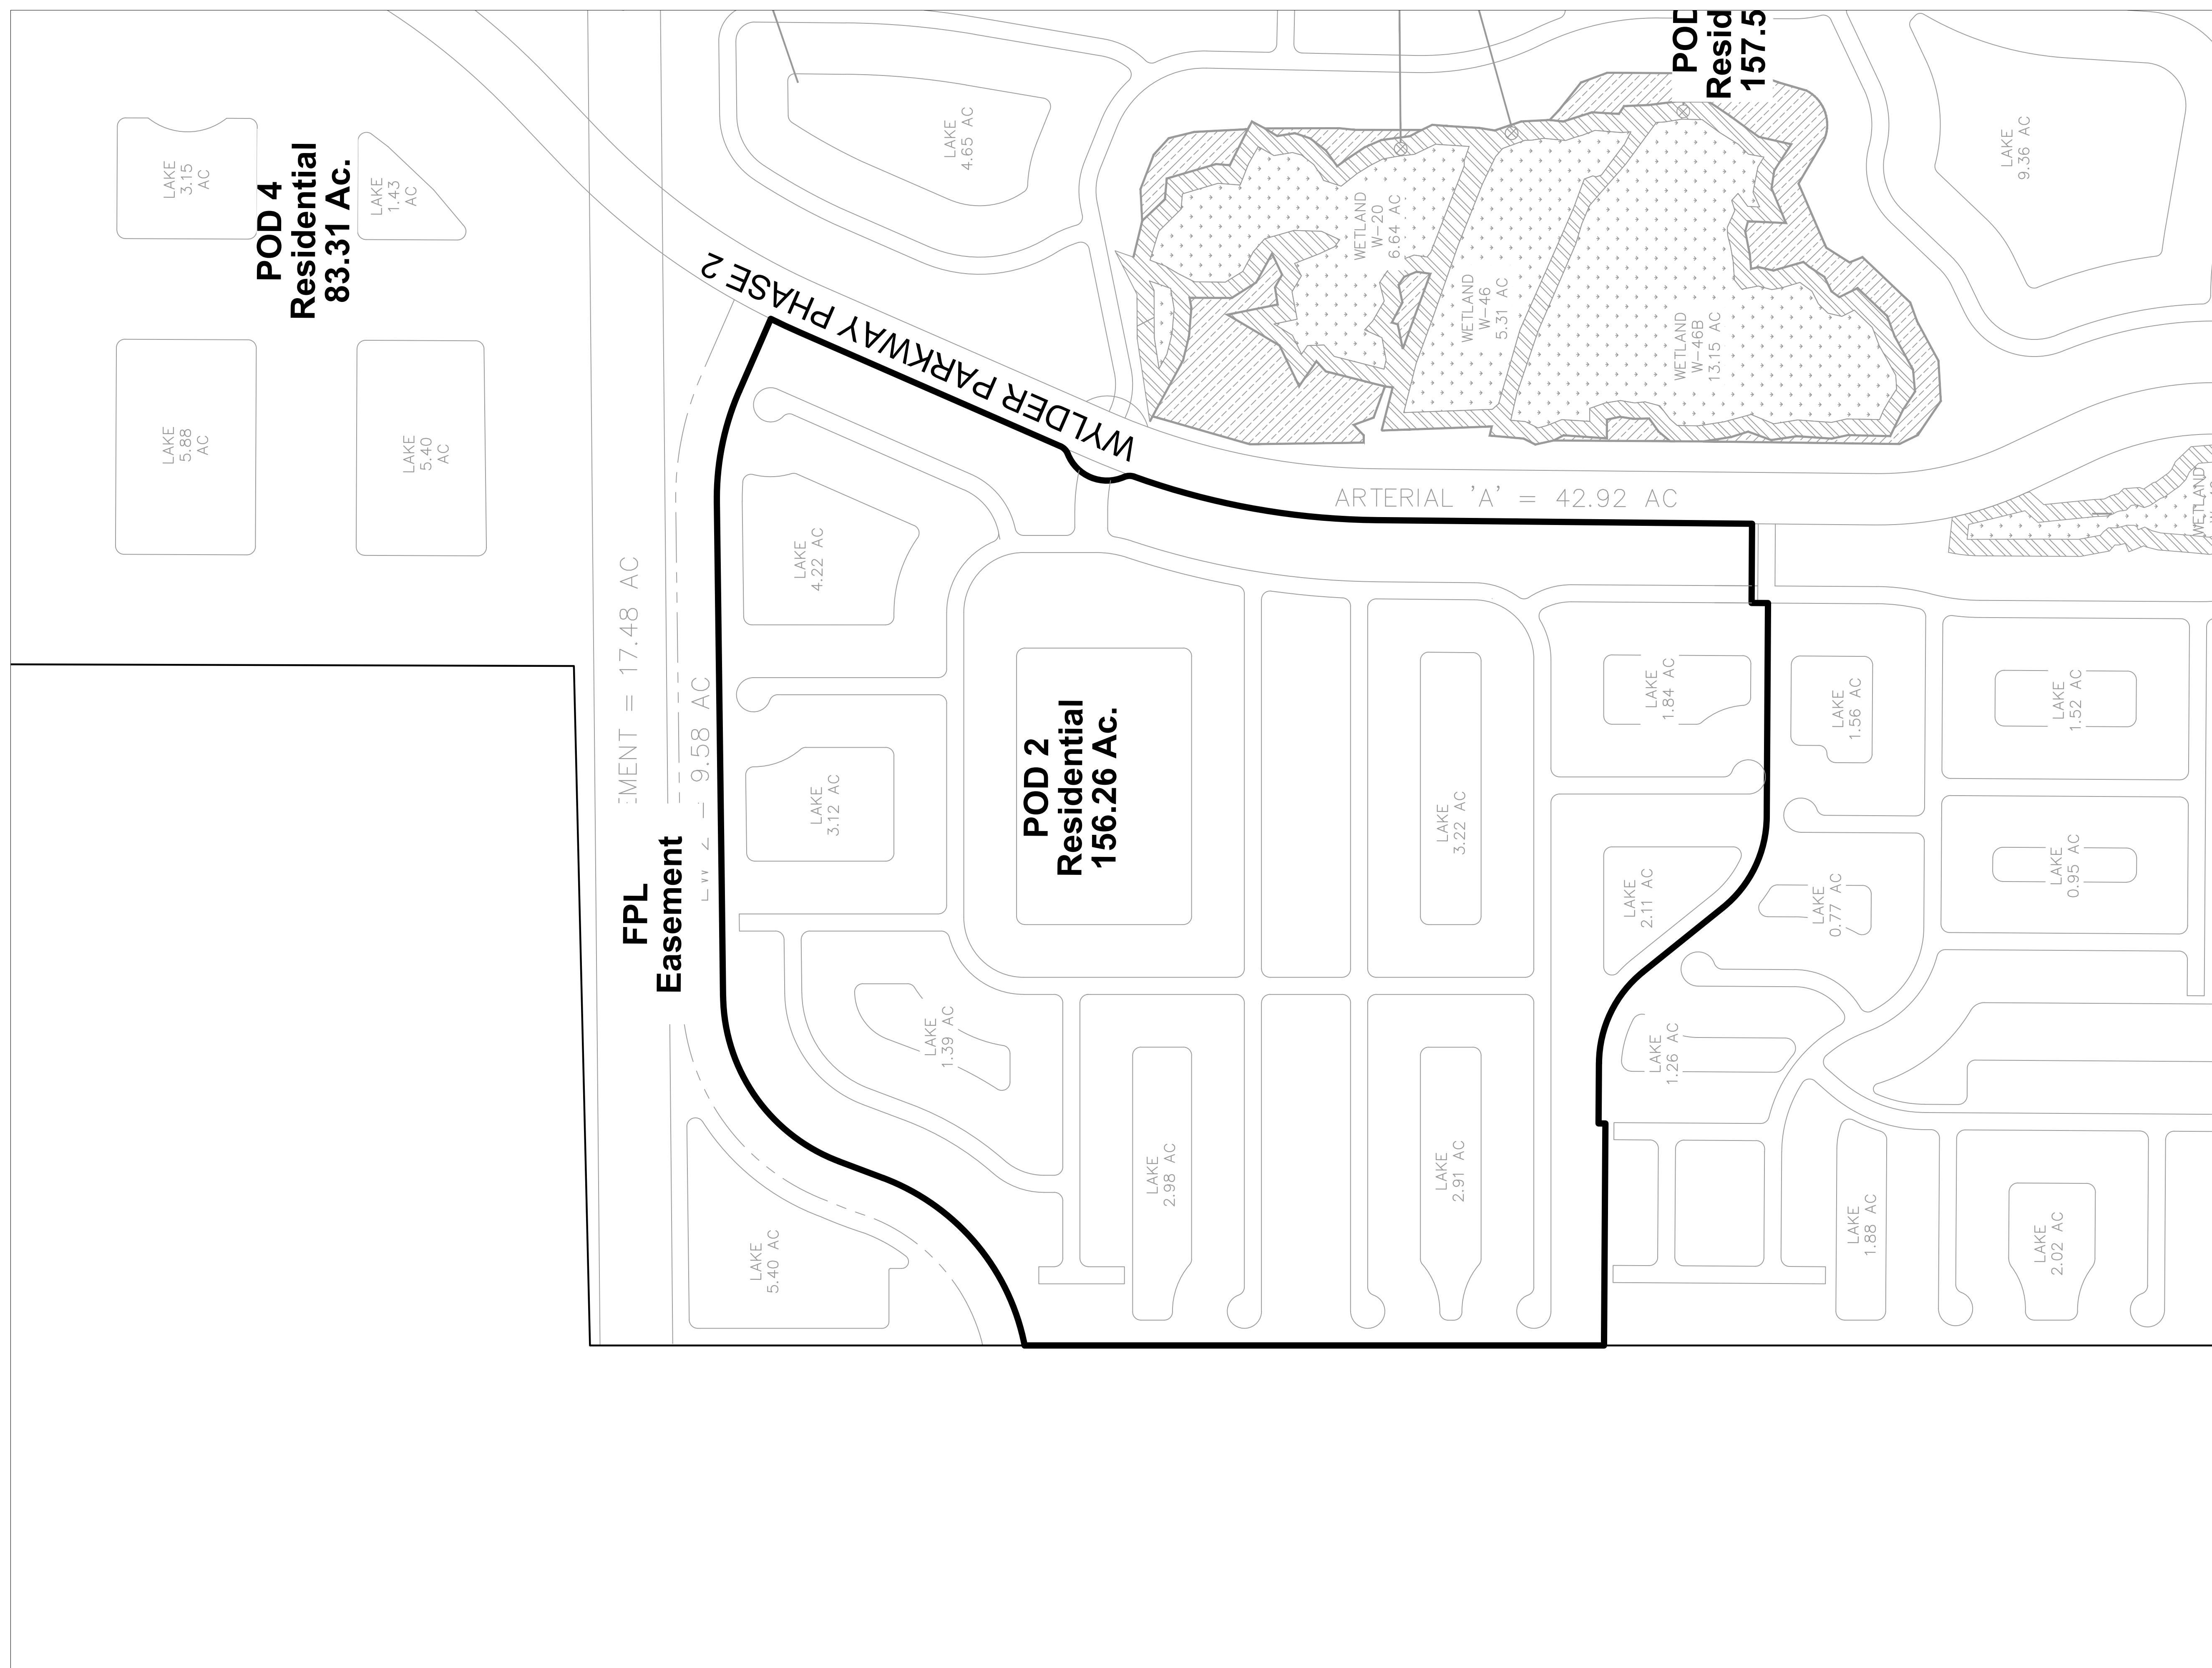 POD 4
Residential
83.31 Ac.
LAKE
3.15
AC
LAKE
1.43
AC
LAKE
5.88
AC
LAKE
5.40
AC
LAKE
4.65 AC
WYLDER PARKWAY PHASE 2
WETLAND
W-20
6.64 AC
WETLAND
W-46
5.31 AC
WETLAND
W-46B
13.15 AC
POD
Resid
157.5
LAKE
9.36 AC
WETLAND
ARTERIAL 'A' = 42.92 AC
EMENT = 17.48 AC
9.58 AC
FPL
Easement
LAKE
4.22 AC
LAKE
3.12 AC
POD 2
Residential
156.26 Ac.
LAKE
3.22 AC
LAKE
1.84 AC
LAKE
1.56 AC
LAKE
1.52 AC
LAKE
2.11 AC
LAKE
0.77 AC
LAKE
0.95 AC
LAKE
1.39 AC
LAKE
1.26 AC
LAKE
5.40 AC
LAKE
2.98 AC
LAKE
2.91 AC
LAKE
1.88 AC
LAKE
2.02 AC